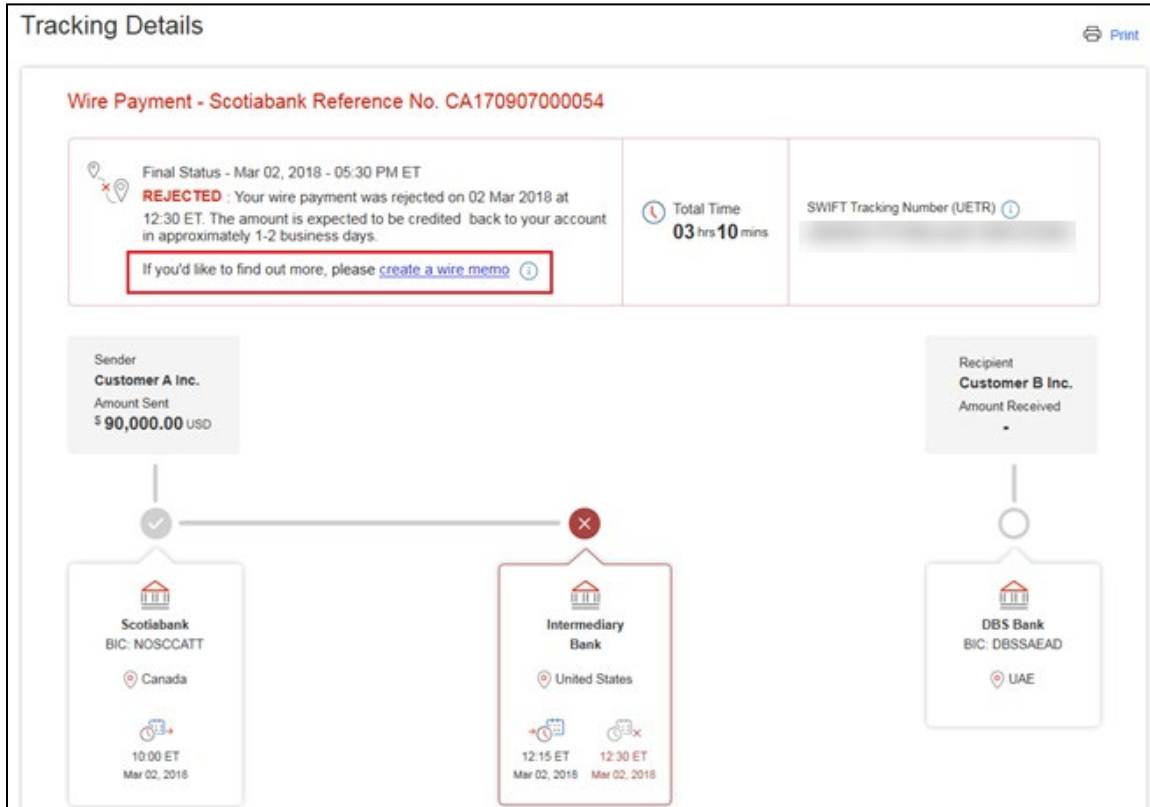 Tracking Details
Print
Wire Payment - Scotiabank Reference No. CA170907000054
Final Status - Mar 02, 2018 - 05:30 PM ET
REJECTED : Your wire payment was rejected on 02 Mar 2018 at
12:30 ET. The amount is expected to be credited back to your account
in approximately 1-2 business days.
If you'd like to find out more, please create a wire memo
Total Time
03 hrs 10 mins
SWIFT Tracking Number (UETR)
Sender
Customer A Inc.
Amount Sent
$ 90,000.00 USD
Recipient
Customer B Inc.
Amount Received
-
Scotiabank
BIC: NOSCCATT
Canada
10:00 ET
Mar 02, 2018
Intermediary
Bank
United States
12:15 ET 12:30 ET
Mar 02, 2018 Mar 02, 2018
DBS Bank
BIC: DBSSAEAD
UAE